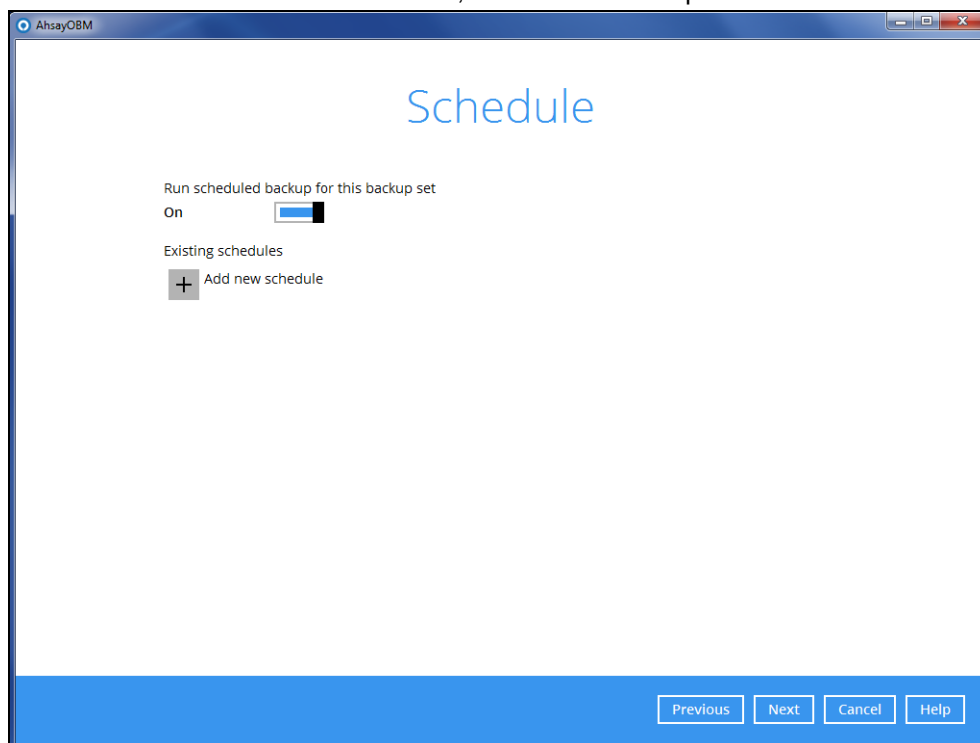 AhsayOBM
Schedule
Run scheduled backup for this backup set
On
Existing schedules
Add new schedule
Previous Next Cancel Help